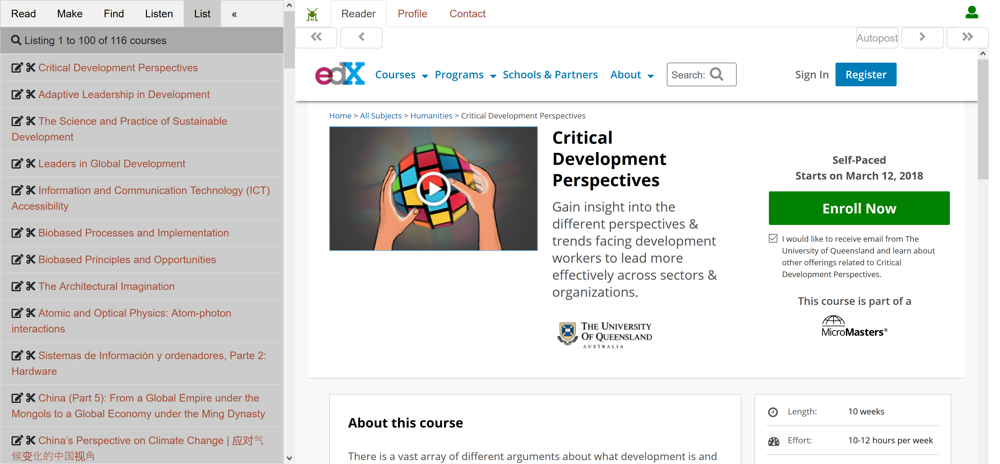 Read Make Find Listen List «
Listing 1 to 100 of 116 courses
Critical Development Perspectives
Adaptive Leadership in Development
The Science and Practice of Sustainable
Development
Leaders in Global Development
Information and Communication Technology (ICT)
Accessibility
Biobased Processes and Implementation
Biobased Principles and Opportunities
The Architectural Imagination
Atomic and Optical Physics: Atom-photon
interactions
Sistemas de Información y ordenadores, Parte 2:
Hardware
China (Part 5): From a Global Empire under the
Mongols to a Global Economy under the Ming Dynasty
China’s Perspective on Climate Change | 应对气
候变化的中国视角
Reader Profile Contact
Autopost
edX Courses Programs Schools & Partners About Search: Sign In Register
Home > All Subjects > Humanities > Critical Development Perspectives
Critical
Development
Perspectives
Gain insight into the
different perspectives &
trends facing development
workers to lead more
effectively across sectors &
organizations.
THE UNIVERSITY
OF QUEENSLAND
AUSTRALIA
Self-Paced
Starts on March 12, 2018
Enroll Now
I would like to receive email from The
University of Queensland and learn about
other offerings related to Critical
Development Perspectives.
This course is part of a
MicroMasters®
About this course
There is a vast array of different arguments about what development is and
Length: 10 weeks
Effort: 10-12 hours per week